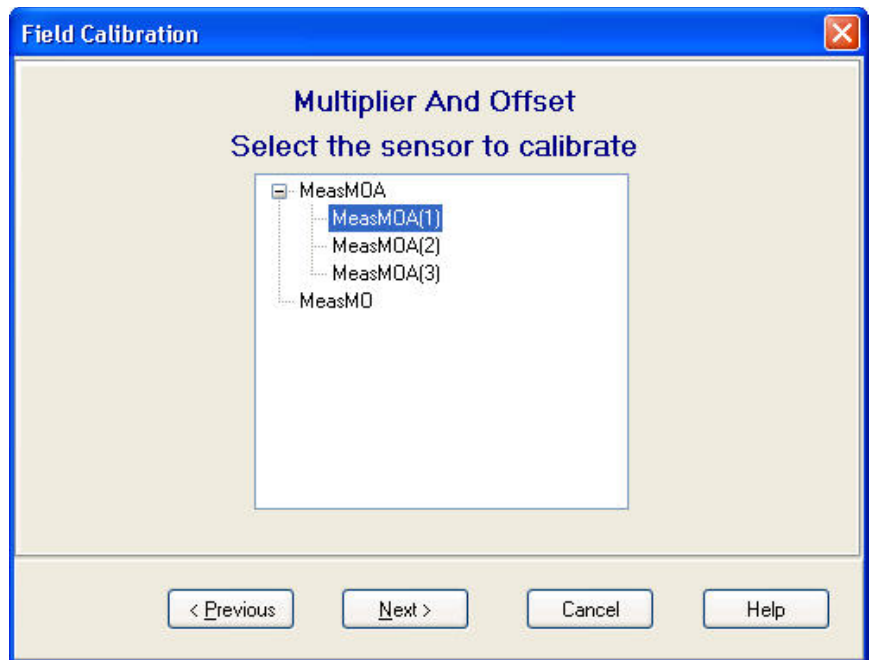 Field Calibration
Multiplier And Offset
Select the sensor to calibrate
MeasMOA
MeasMOA(1)
MeasMOA(2)
MeasMOA(3)
MeasMO
< Previous Next > Cancel Help